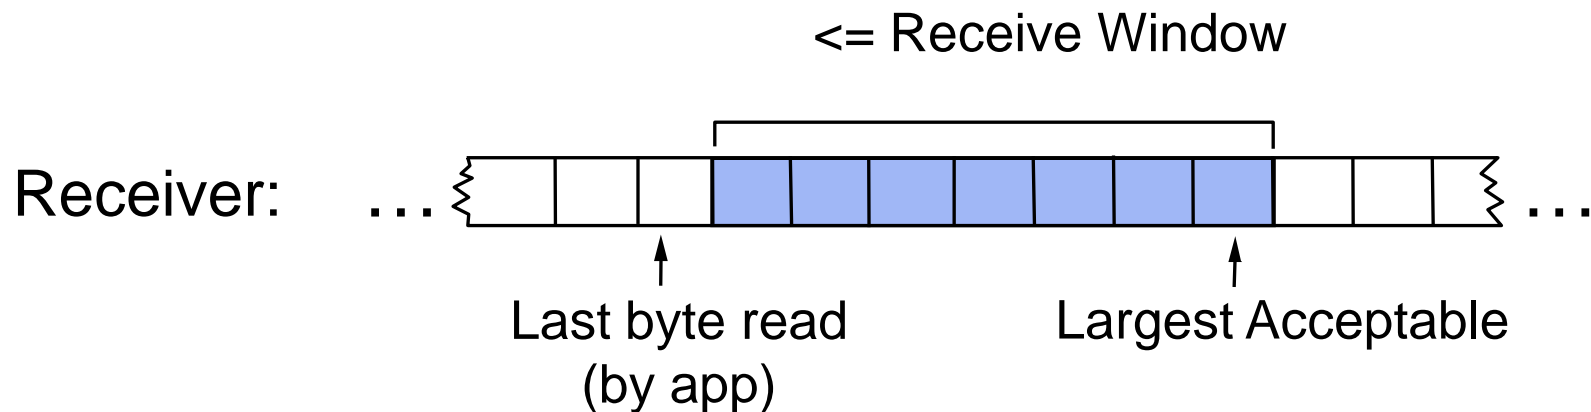 <= Receive Window
Receiver:
...
...
Last byte read
(by app)
Largest Acceptable